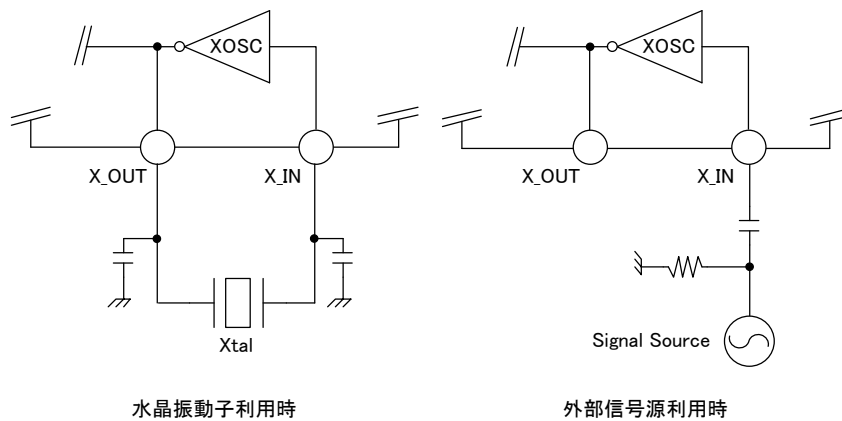 XOSC
X_OUT
X_IN
Xtal
水晶振動子利用時
XOSC
X_OUT
X_IN
Signal Source
外部信号源利用時